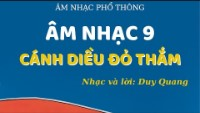 ÂM NHẠC PHỔ THÔNG
ÂM NHẠC 9
CÁNH DIỀU ĐỎ THẮM
Nhạc và lời: Duy Quang